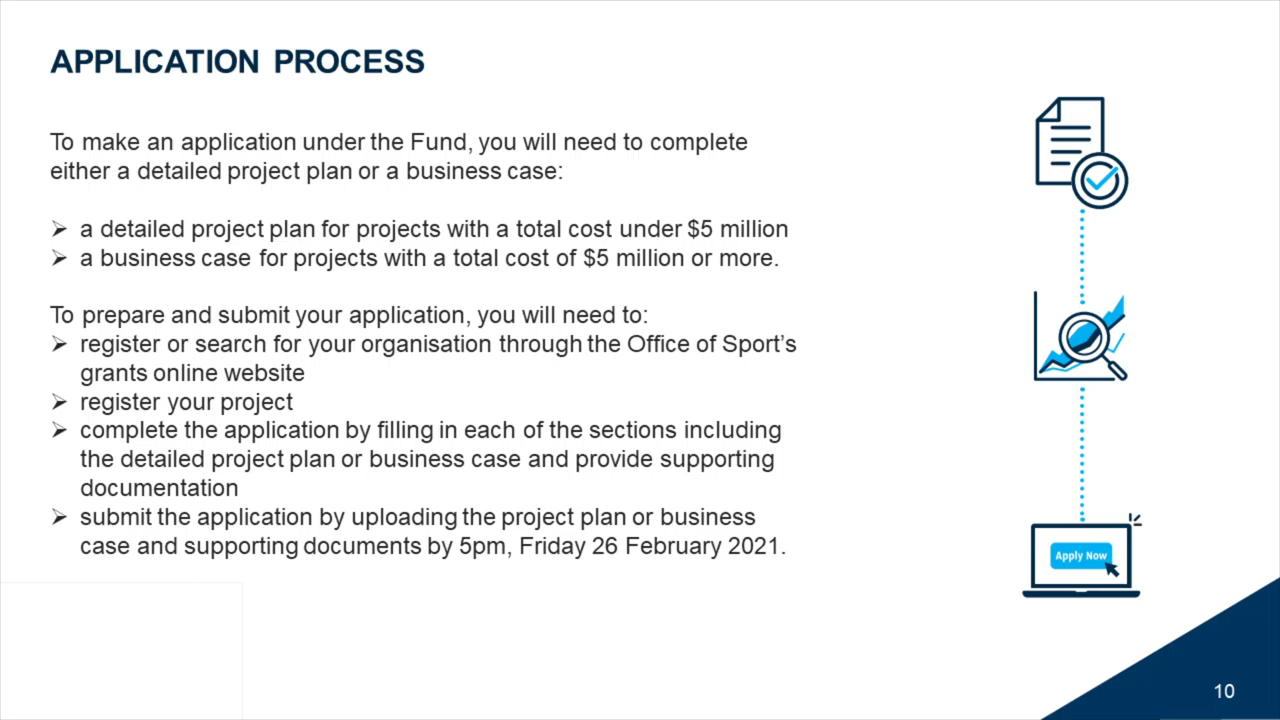 APPLICATION PROCESS
To make an application under the Fund, you will need to complete
either a detailed project plan or a business case:
➢ a detailed project plan for projects with a total cost under $5 million
➢ a business case for projects with a total cost of $5 million or more.
To prepare and submit your application, you will need to:
➢ register or search for your organisation through the Office of Sport’s
grants online website
➢ register your project
➢ complete the application by filling in each of the sections including
the detailed project plan or business case and provide supporting
documentation
➢ submit the application by uploading the project plan or business
case and supporting documents by 5pm, Friday 26 February 2021.
Apply Now
10